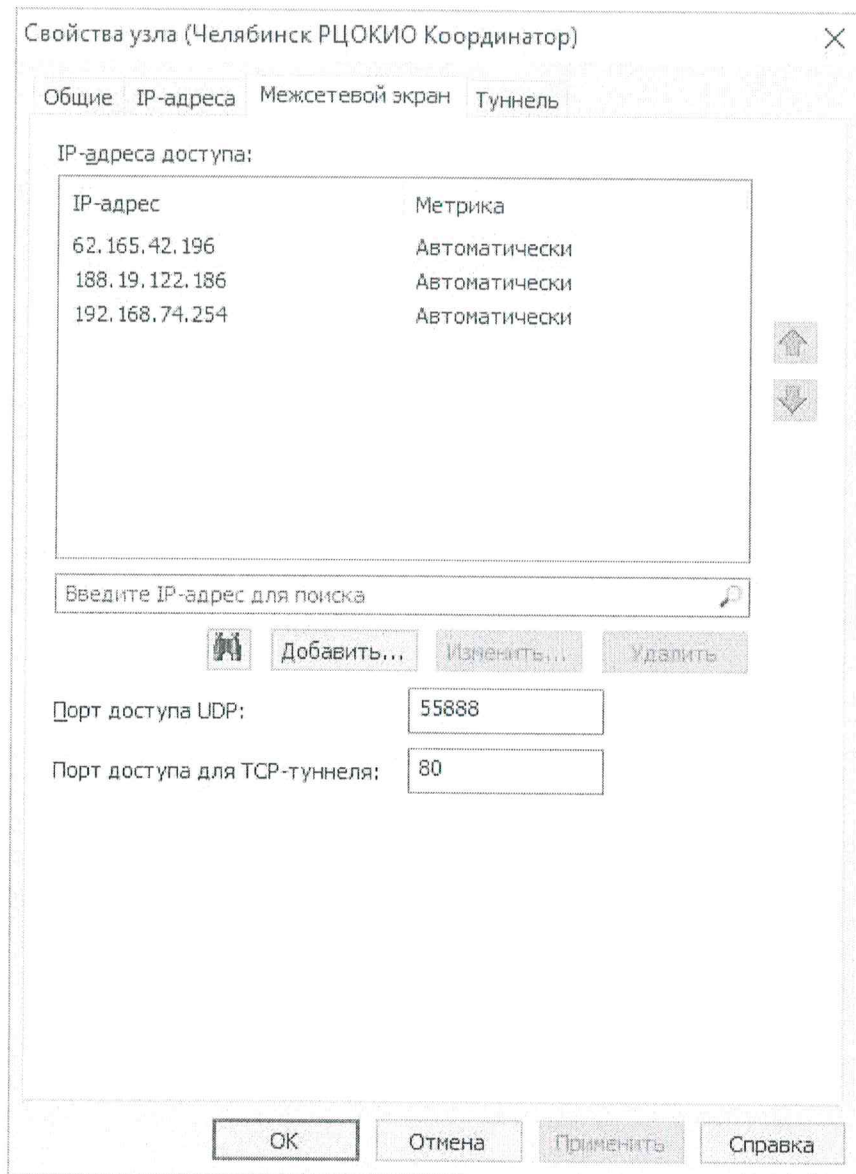 Свойства узла (Челябинск РЦОКИО Координатор)
Общие IP-адреса Межсетевой экран Туннель
IP-адреса доступа:
IP-адрес Метрика
62.165.42.196 Автоматически
188.19.122.186 Автоматически
192.168.74.254 Автоматически
Введите IP-адрес для поиска
Добавить... Изменить... Удалить
Порт доступа UDP: 55888
Порт доступа для TCP-туннеля: 80
OK Отмена Применить Справка